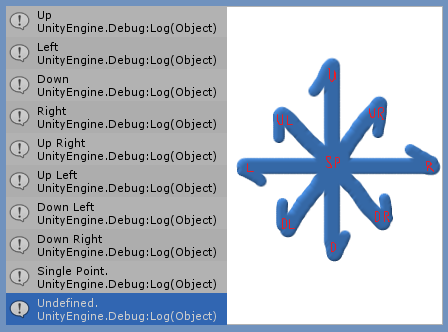 Up
UnityEngine.Debug:Log(Object)
Left
UnityEngine.Debug:Log(Object)
Down
UnityEngine.Debug:Log(Object)
Right
UnityEngine.Debug:Log(Object)
Up Right
UnityEngine.Debug:Log(Object)
Up Left
UnityEngine.Debug:Log(Object)
Down Left
UnityEngine.Debug:Log(Object)
Down Right
UnityEngine.Debug:Log(Object)
Single Point.
UnityEngine.Debug:Log(Object)
Undefined.
UnityEngine.Debug:Log(Object)